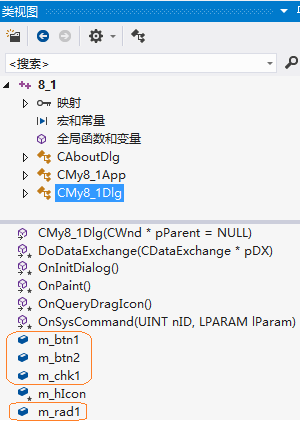 类视图
<搜索>
8_1
映射
宏和常量
全局函数和变量
CAboutDlg
CMy8_1App
CMy8_1Dlg
CMy8_1Dlg(CWnd * pParent = NULL)
DoDataExchange(CDataExchange * pDX)
OnInitDialog()
OnPaint()
OnQueryDragIcon()
OnSysCommand(UINT nID, LPARAM lParam)
m_btn1
m_btn2
m_chk1
m_hIcon
m_rad1